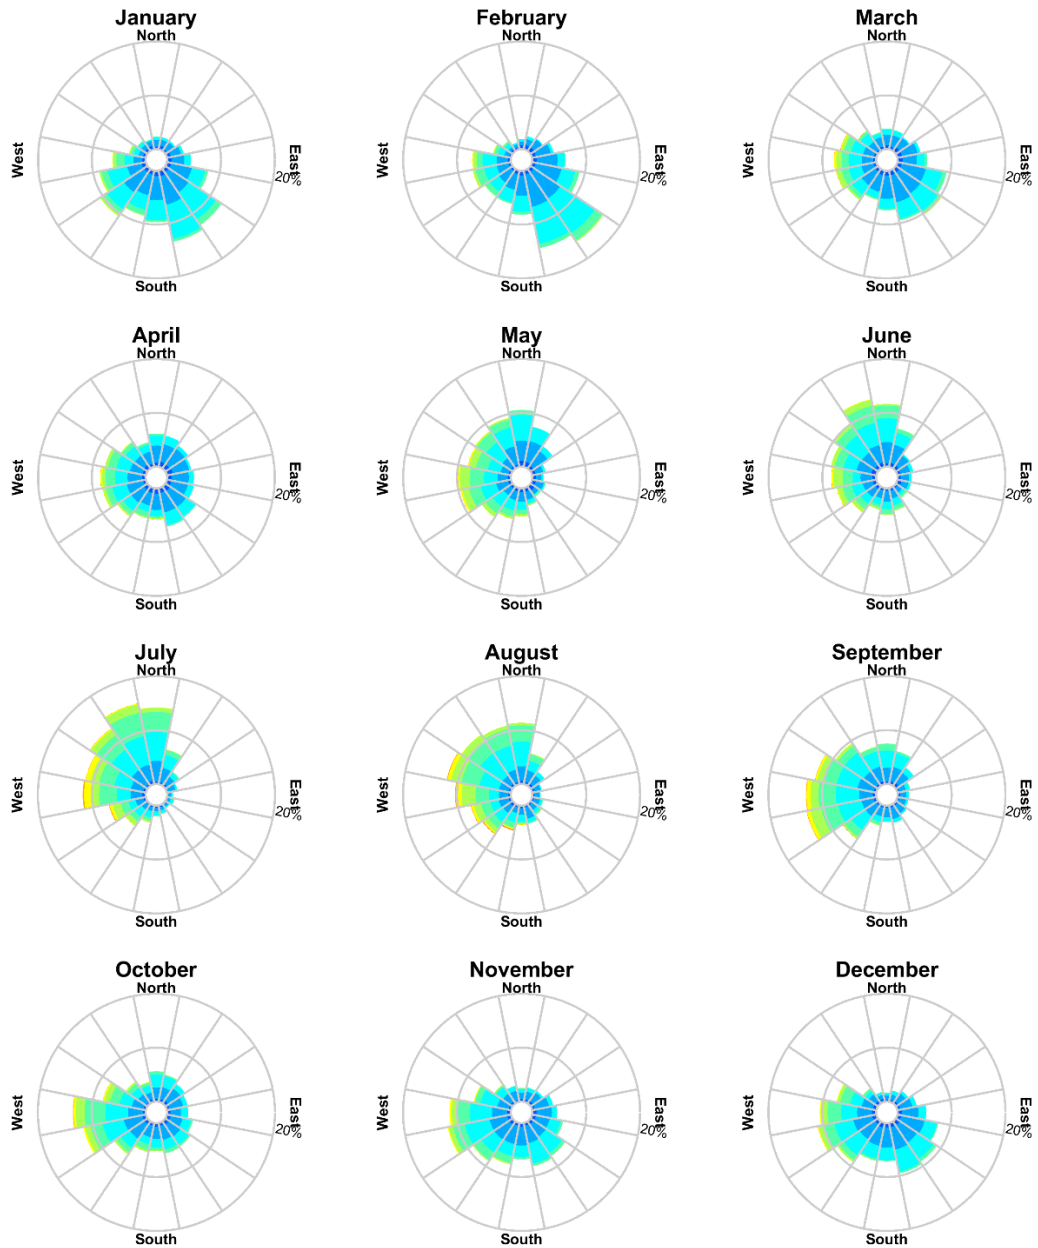 January February March
North North North
West East West East West East
20% 20% 20%
South South South
April May June
North North North
West East West East West East
20% 20% 20%
South South South
July August September
North North North
West East West East West East
20% 20% 20%
South South South
October November December
North North North
West East West East West East
20% 20% 20%
South South South